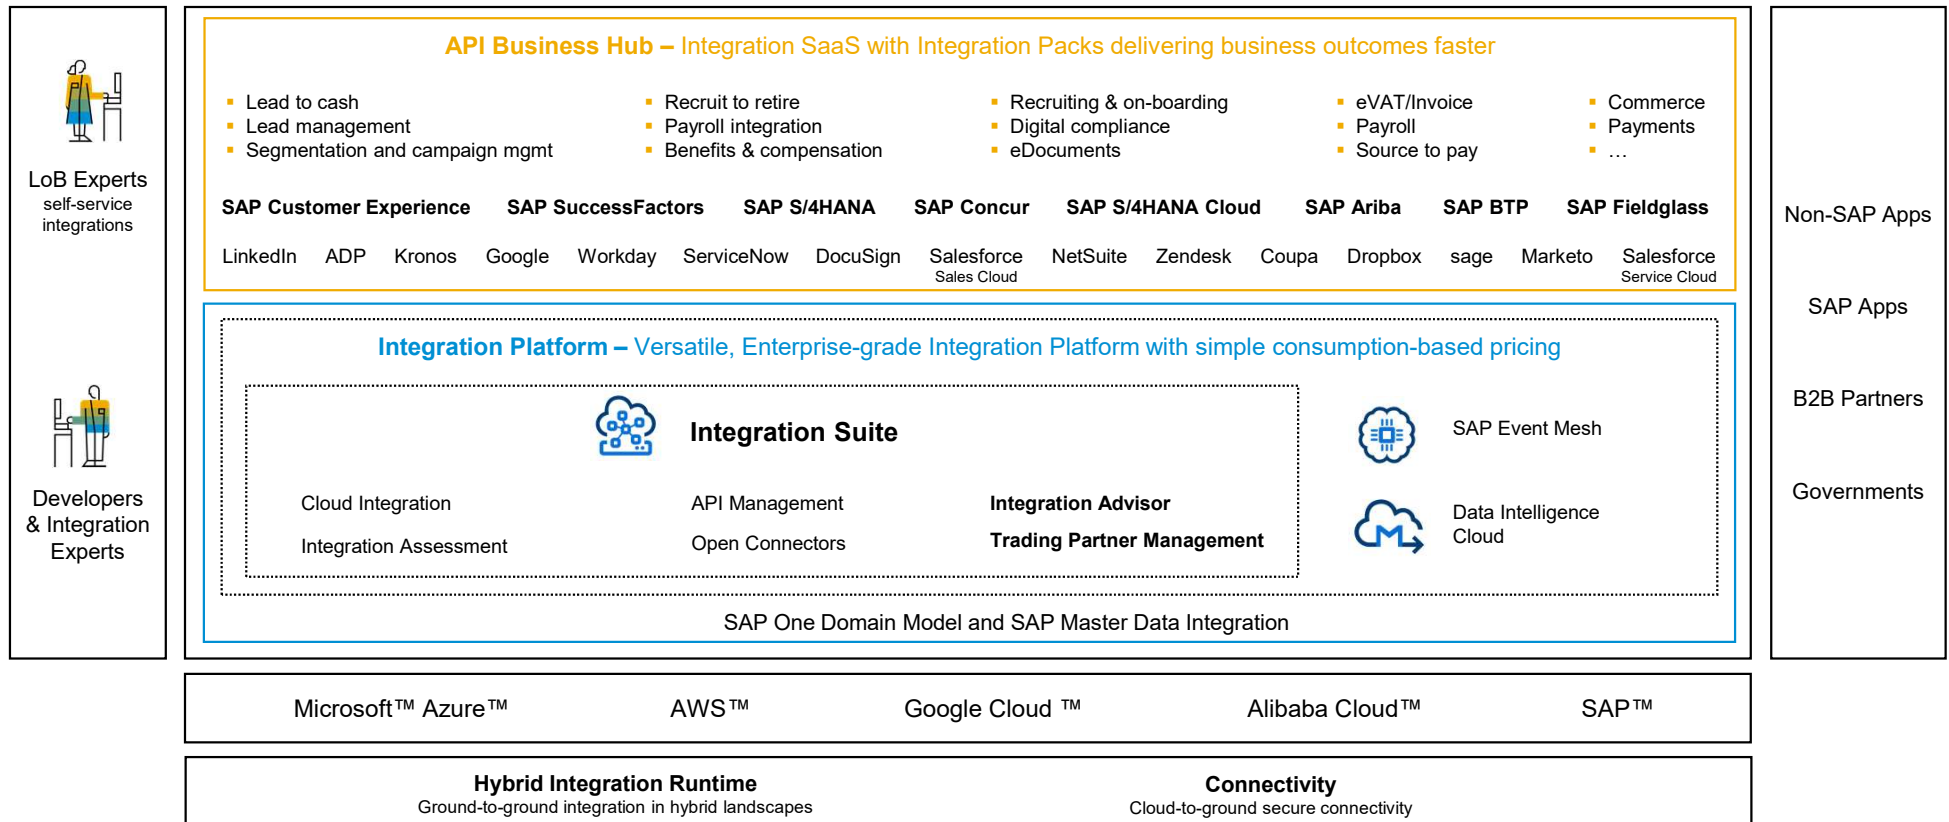 API Business Hub – Integration SaaS with Integration Packs delivering business outcomes faster
Lead to cash
Lead management
Segmentation and campaign mgmt
Recruit to retire
Payroll integration
Benefits & compensation
Recruiting & on-boarding
Digital compliance
eDocuments
eVAT/Invoice
Payroll
Source to pay
Commerce
Payments
…
SAP Customer Experience SAP SuccessFactors SAP S/4HANA SAP Concur SAP S/4HANA Cloud SAP Ariba SAP BTP SAP Fieldglass
LinkedIn ADP Kronos Google Workday ServiceNow DocuSign Salesforce NetSuite Zendesk Coupa Dropbox sage Marketo Salesforce
Sales Cloud Service Cloud
LoB Experts
self-service
integrations
Developers
& Integration
Experts
Integration Platform – Versatile, Enterprise-grade Integration Platform with simple consumption-based pricing
Integration Suite
Cloud Integration
Integration Assessment
API Management
Open Connectors
Integration Advisor
Trading Partner Management
SAP Event Mesh
Data Intelligence
Cloud
SAP One Domain Model and SAP Master Data Integration
Non-SAP Apps
SAP Apps
B2B Partners
Governments
Microsoft™ Azure™ AWS™ Google Cloud ™ Alibaba Cloud™ SAP™
Hybrid Integration Runtime
Ground-to-ground integration in hybrid landscapes
Connectivity
Cloud-to-ground secure connectivity